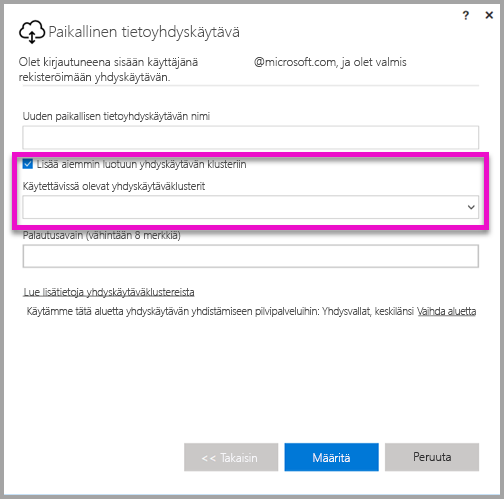 ? ×
Paikallinen tietoyhdyskäytävä
Olet kirjautuneena sisään käyttäjänä @microsoft.com, ja olet valmis
rekisteröimään yhdyskäytävän.
Uuden paikallisen tietoyhdyskäytävän nimi
Lisää aiemmin luotuun yhdyskäytävän klusteriin
Käytettävissä olevat yhdyskäytäväklusterit
Palautusavain (vähintään 8 merkkiä)
Lue lisätietoja yhdyskäytäväklustereista
Käytämme tätä aluetta yhdyskäytävän yhdistämiseen pilvipalveluihin: Yhdysvallat, keskilänsi Vaihda aluetta
<< Takaisin Määritä Peruuta